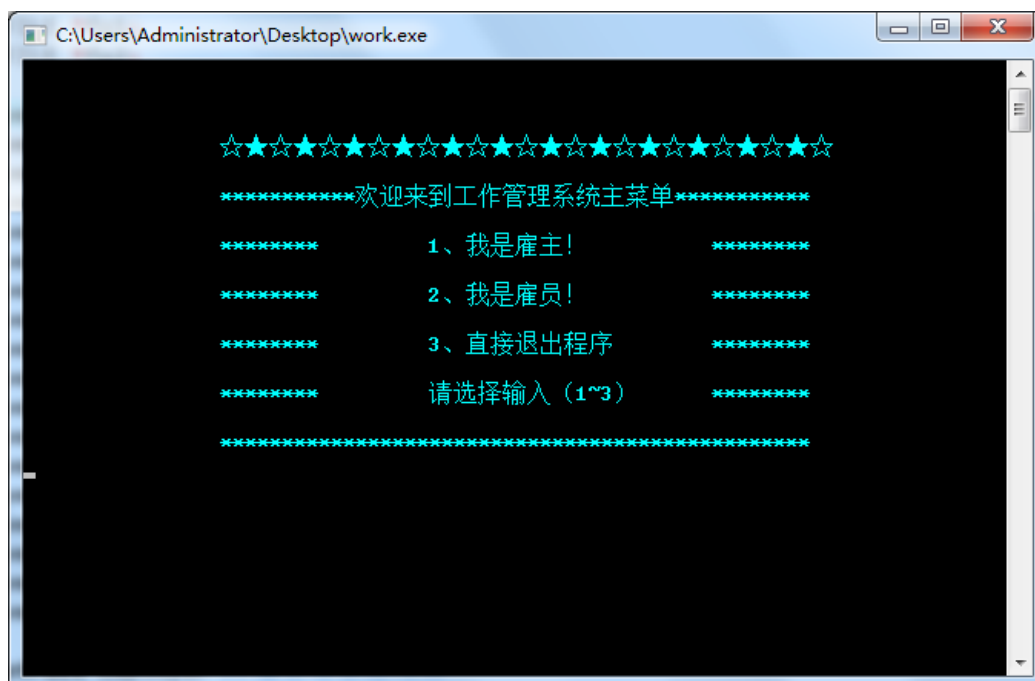 C:\Users\Administrator\Desktop\work.exe
☆★☆★☆★☆★☆★☆★☆★☆★☆★☆★☆★☆★☆
***********欢迎来到工作管理系统主菜单***********
******** 1、我是雇主! ********
******** 2、我是雇员! ********
******** 3、直接退出程序 ********
******** 请选择输入（1~3） ********
************************************************